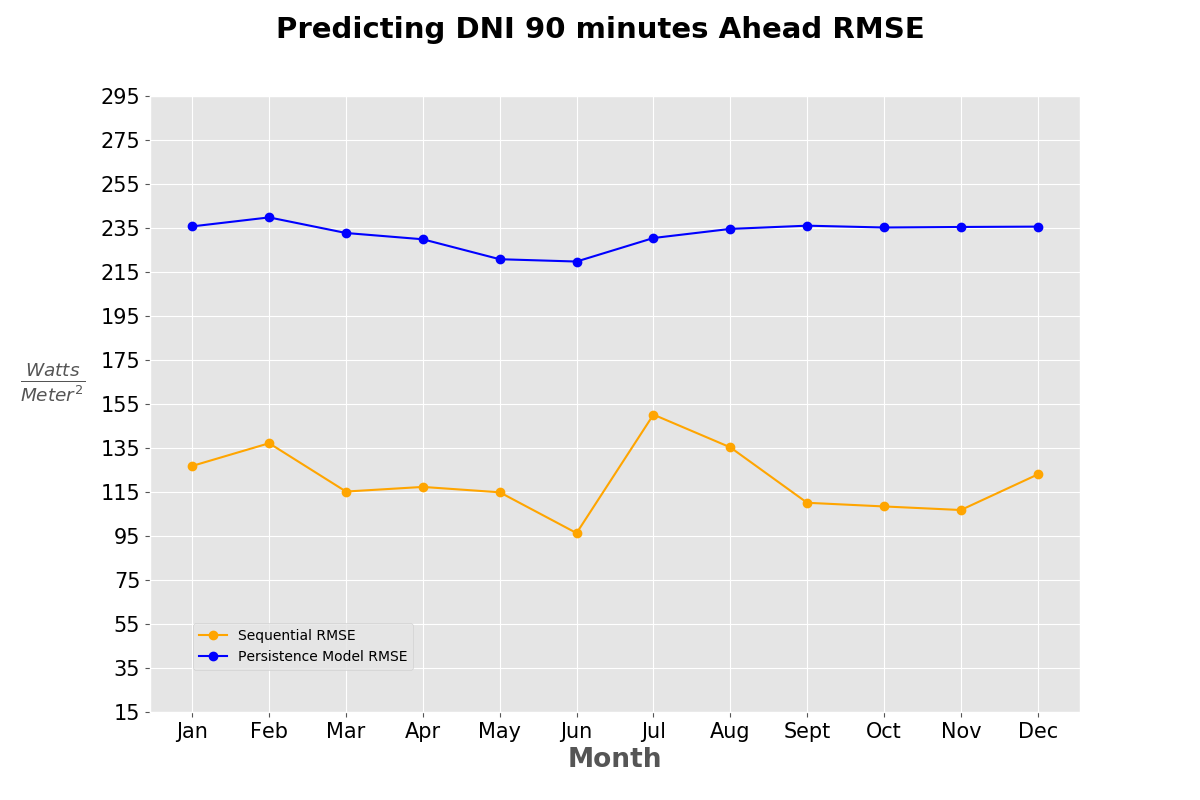 Predicting DNI 90 minutes Ahead RMSE
295
275
255
235
215
195
175
155
135
115
95
75
55
35
15
Watts
Meter²
Sequential RMSE
Persistence Model RMSE
Jan Feb Mar Apr May Jun Jul Aug Sept Oct Nov Dec
Month